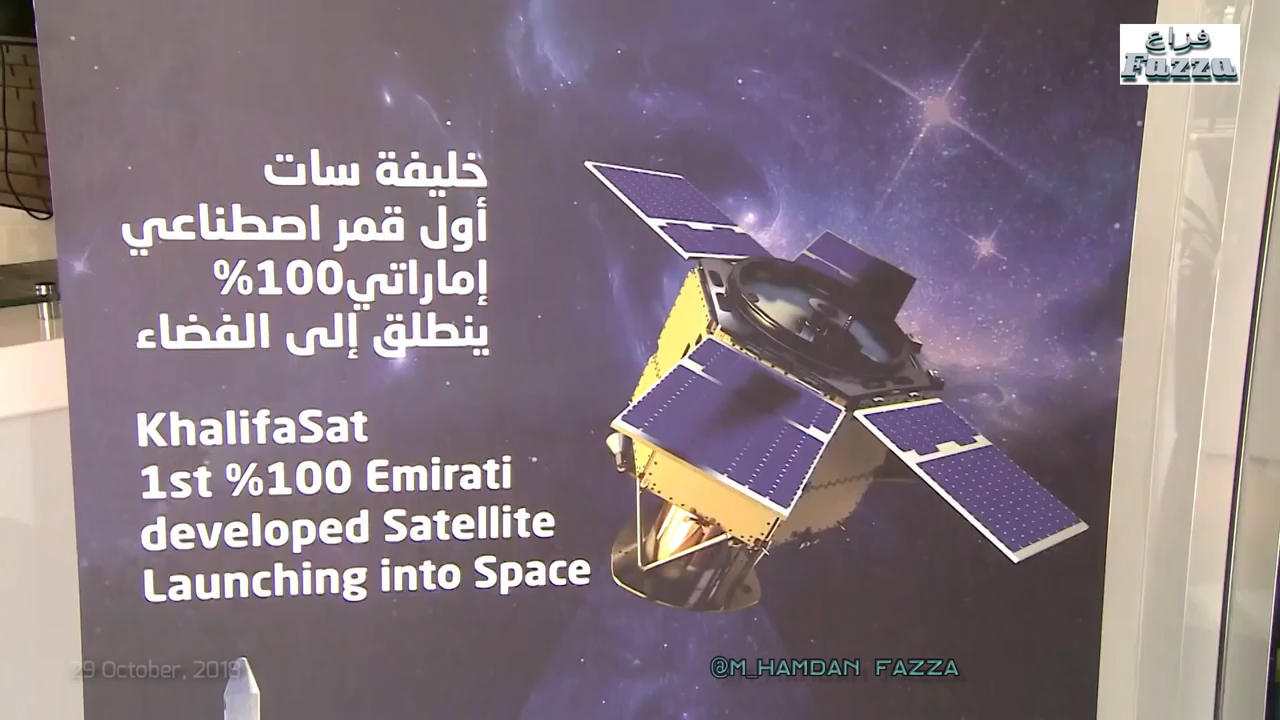 فزاع
Fazza
خليفة سات
أول قمر اصطناعي
إماراتي100%
ينطلق إلى الفضاء
KhalifaSat
1st %100 Emirati
developed Satellite
Launching into Space
29 October, 2018
@M_HAMDAN FAZZA